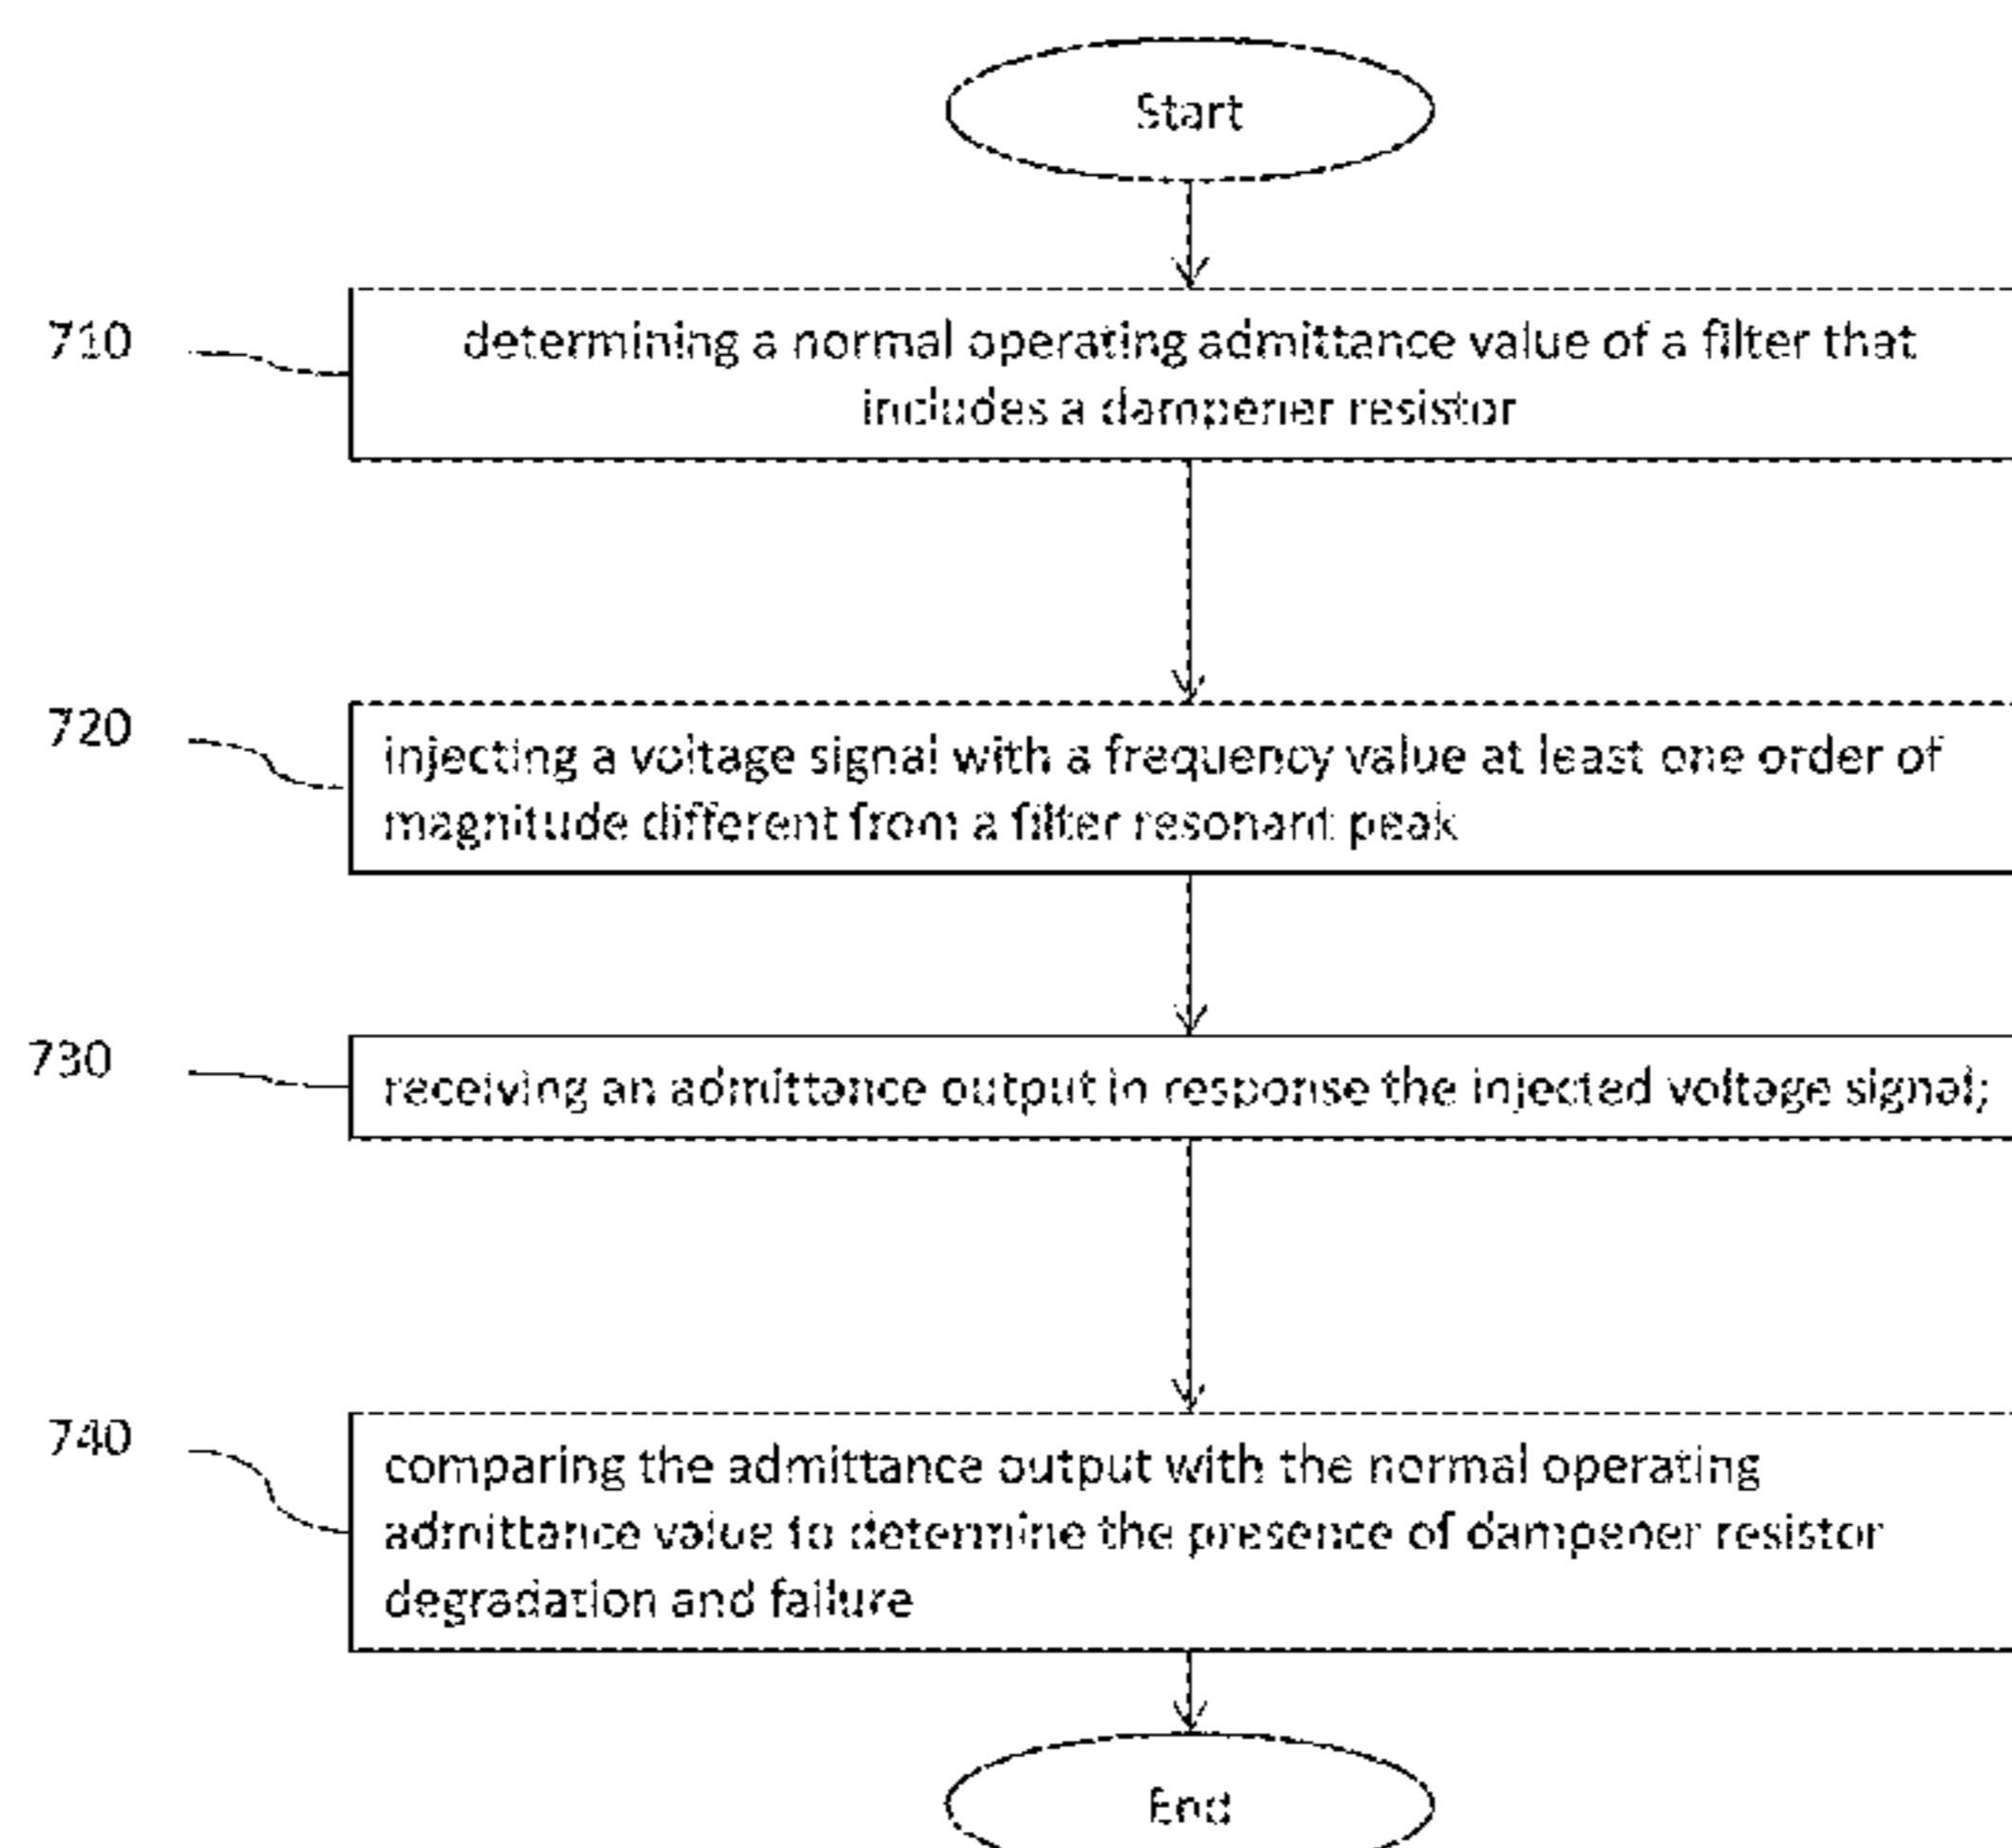 Start
710
determining a normal operating admittance value of a filter that
includes a dampener resistor
720
injecting a voltage signal with a frequency value at least one order of
magnitude different from a filter resonant peak
730
receiving an admittance output in response the injected voltage signal;
740
comparing the admittance output with the normal operating
admittance value to determine the presence of dampener resistor
degradation and failure
End